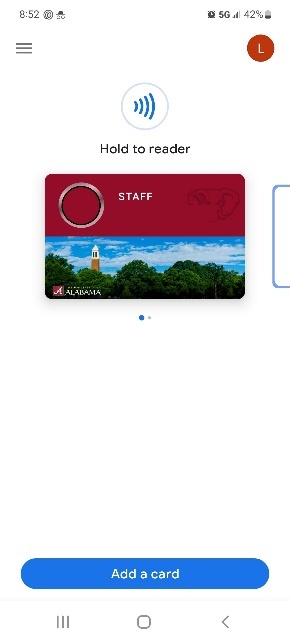 8:52 5G 42%
L
Hold to reader
STAFF
A ALABAMA
Add a card